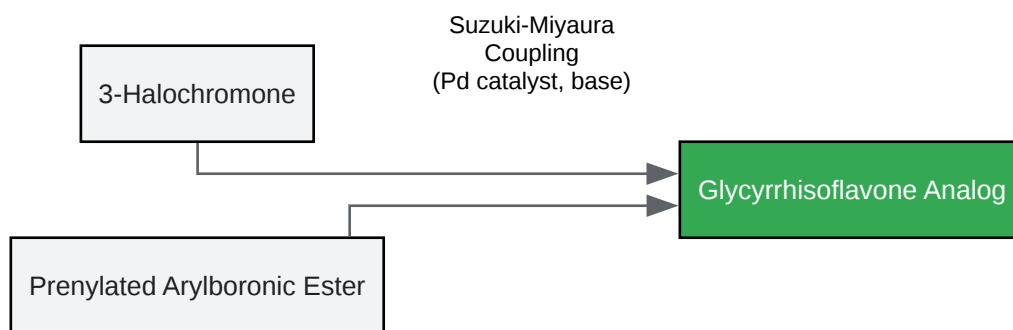 Suzuki-Miyaura
Coupling
(Pd catalyst, base)
3-Halochromone
Glycyrrhisoflavone Analog
Prenylated Arylboronic Ester